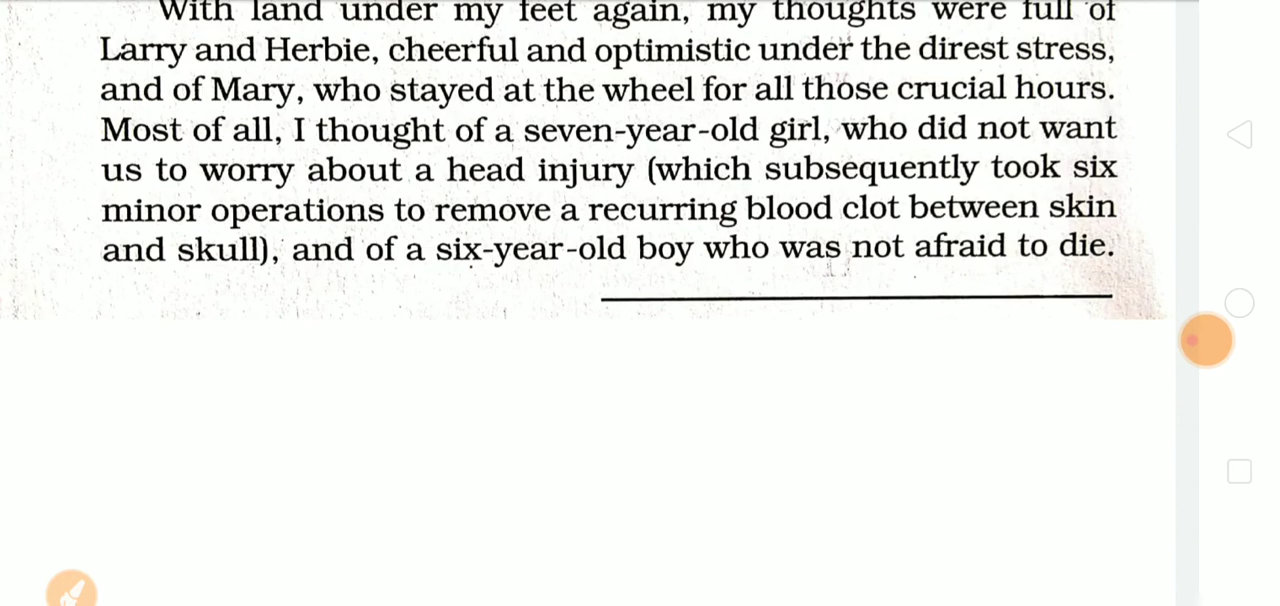 With land under my feet again, my thoughts were full of
Larry and Herbie, cheerful and optimistic under the direst stress,
and of Mary, who stayed at the wheel for all those crucial hours.
Most of all, I thought of a seven-year-old girl, who did not want
us to worry about a head injury (which subsequently took six
minor operations to remove a recurring blood clot between skin
and skull), and of a six-year-old boy who was not afraid to die.